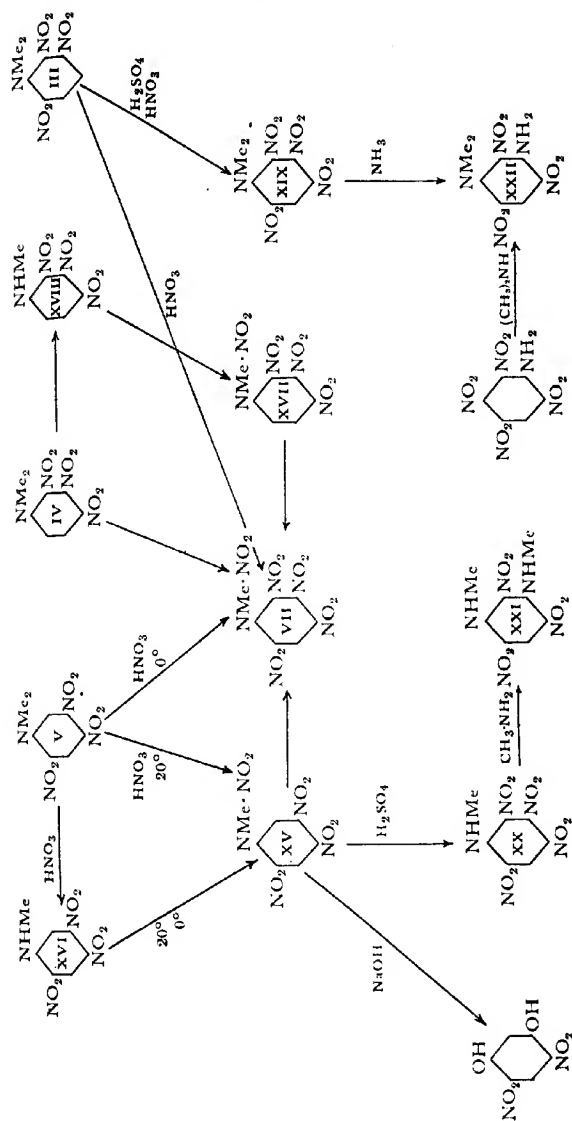 NMe₂
NO₂
III
NO₂
NO₂
H₂SO₄
HNO₃
NMe₂
NO₂
XIX
NO₂
NO₂
NO₂
NH₃
NMe₂
NO₂
XXII
NO₂
NH₂
NO₂
NHMe
XVIII
NO₂
NO₂
NO₂
HNO₃
NMe·NO₂
XVII
NO₂
NO₂
NO₂
NO₂
NO₂
NO₂
NH₂
NO₂
(CH₃)₂NH
NMe₂
IV
NO₂
NO₂
NO₂
NMe·NO₂
NO₂
VII
NO₂
NO₂
NO₂
NHMe
NO₂
XXI
NO₂
NHMe
NO₂
NMe₂
NO₂
V
NO₂
NO₂
HNO₃
0°
HNO₃
20°
NMe·NO₂
NO₂
XV
NO₂
NO₂
H₂SO₄
NHMe
NO₂
XX
NO₂
NO₂
NO₂
CH₃·NH₂
HNO₃
NHMe
NO₂
XVI
NO₂
NO₂
20°
0°
NaOH
OH
NO₂
OH
NO₂